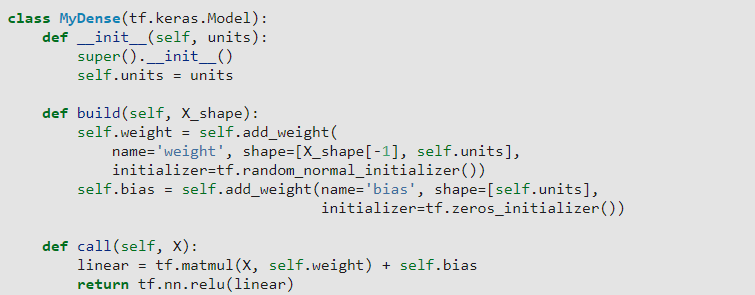 class MyDense(tf.keras.Model):
    def __init__(self, units):
        super().__init__()
        self.units = units

    def build(self, X_shape):
        self.weight = self.add_weight(
            name='weight', shape=[X_shape[-1], self.units],
            initializer=tf.random_normal_initializer())
        self.bias = self.add_weight(name='bias', shape=[self.units],
                                    initializer=tf.zeros_initializer())

    def call(self, X):
        linear = tf.matmul(X, self.weight) + self.bias
        return tf.nn.relu(linear)